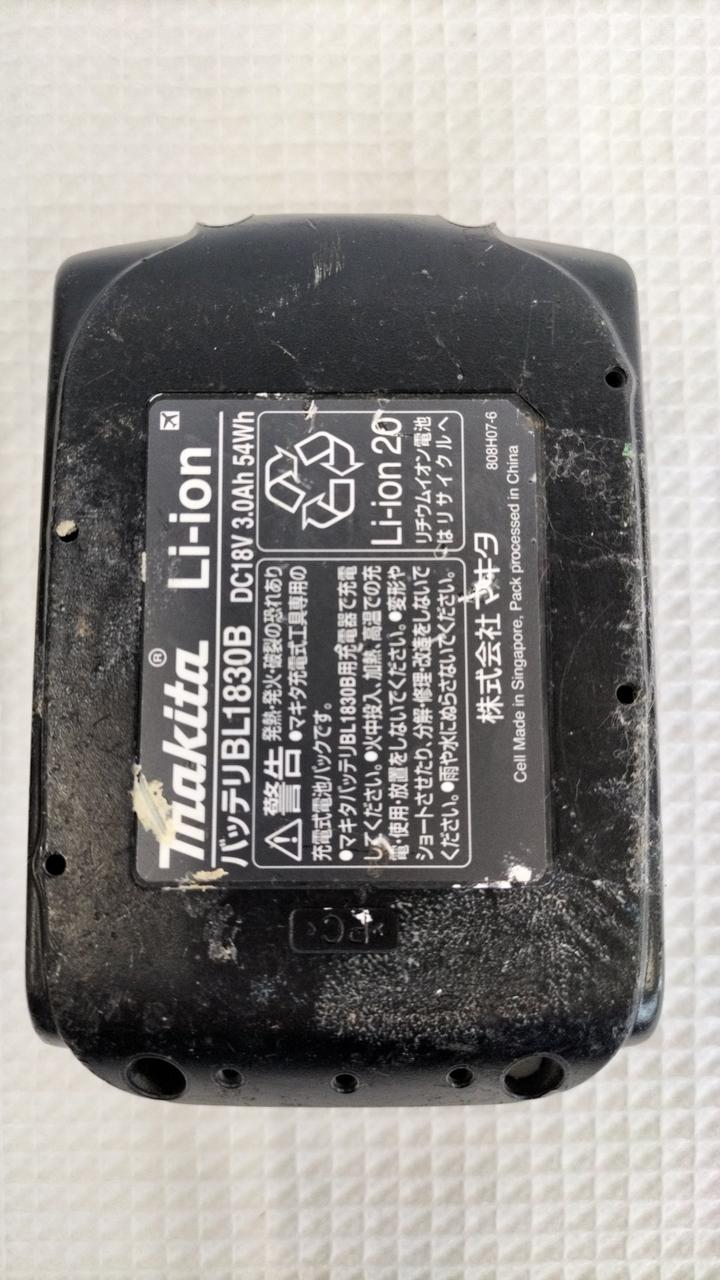 makita® Li-ion
バッテリBL1830B DC18V 3.0Ah 54Wh
警告 発熱・発火・破裂の恐れあり
●マキタ充電式工具専用の
充電式電池パックです。
●マキタバッテリBL1830B用充電器で充電
してください。●火中投入、加熱、高温での充
電・使用・放置をしないでください。●変形や
ショートさせたり、分解・修理・改造をしないで
ください。●雨や水にぬらさないでください。
Li-ion 20
リチウムイオン電池
はリサイクルへ
株式会社 マキタ
808H07-6
Cell Made in Singapore, Pack processed in China